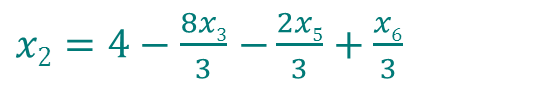 x₂ = 4 − 8x₃/3 − 2x₅/3 + x₆/3